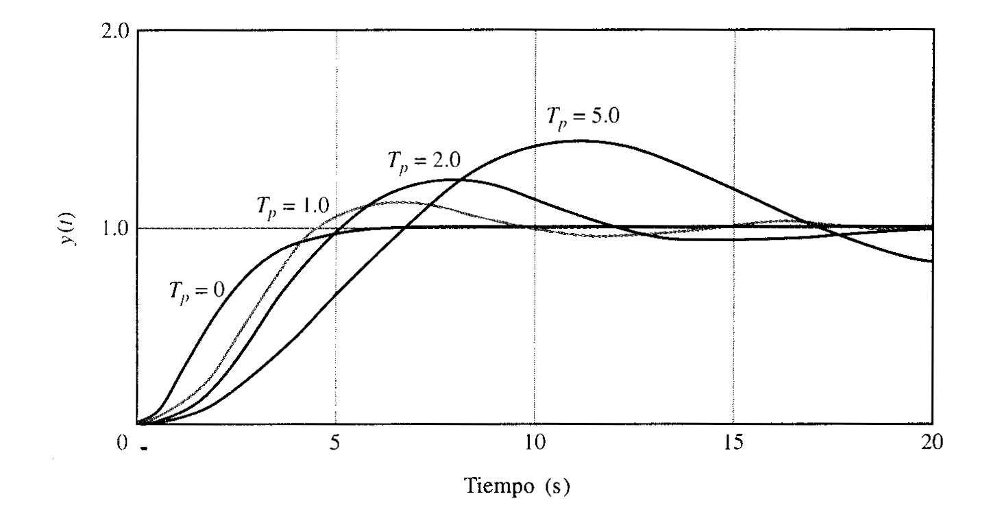 2.0
T_p = 5.0
T_p = 2.0
T_p = 1.0
y(t)
1.0
T_p = 0
0 5 10 15 20
Tiempo (s)